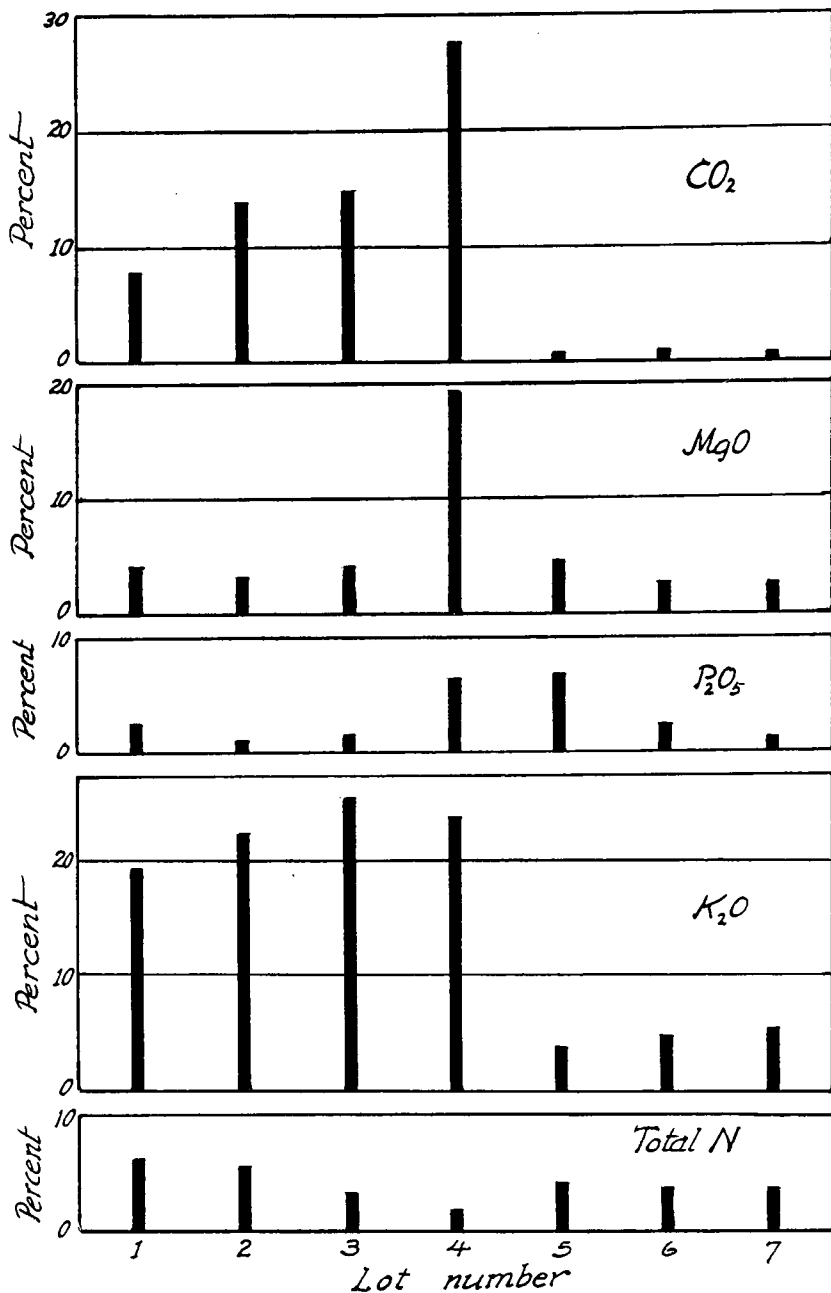 30
20
10
0
Percent
CO₂
20
10
0
Percent
MgO
10
0
Percent
P₂O₅
20
10
0
Percent
K₂O
10
0
Percent
Total N
1 2 3 4 5 6 7
Lot number